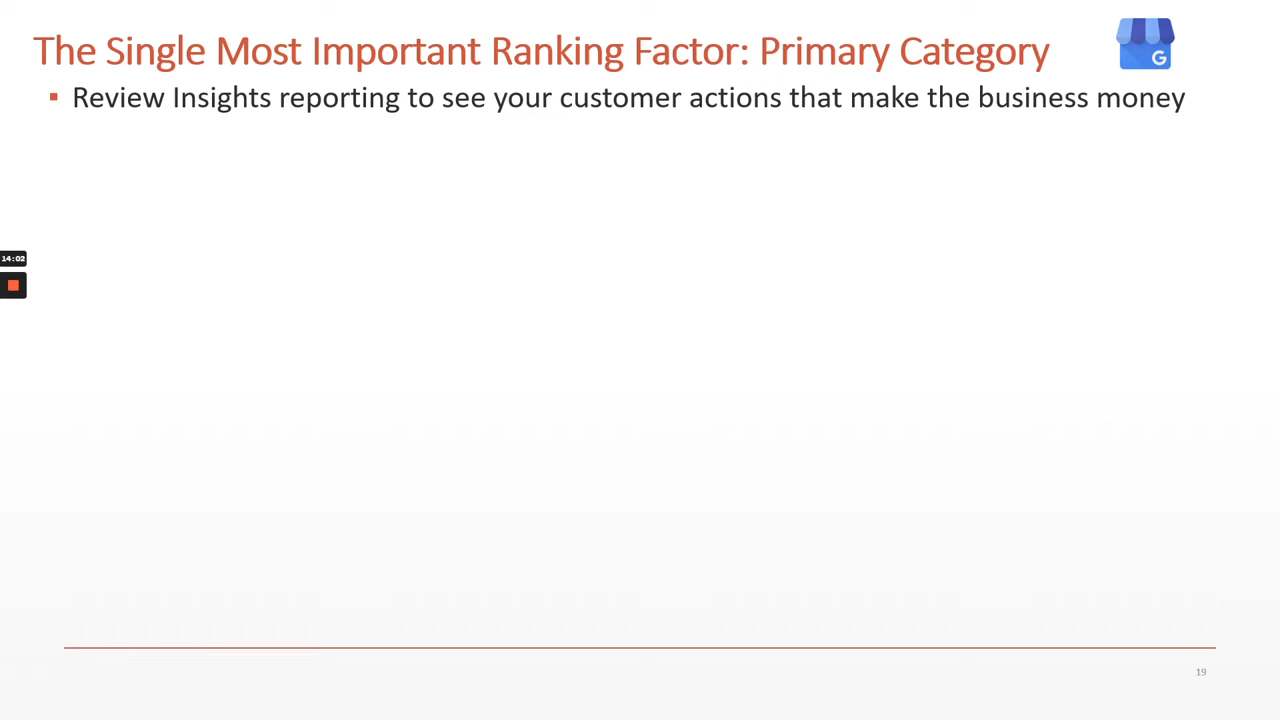 The Single Most Important Ranking Factor: Primary Category
G
▪ Review Insights reporting to see your customer actions that make the business money
14:02
19